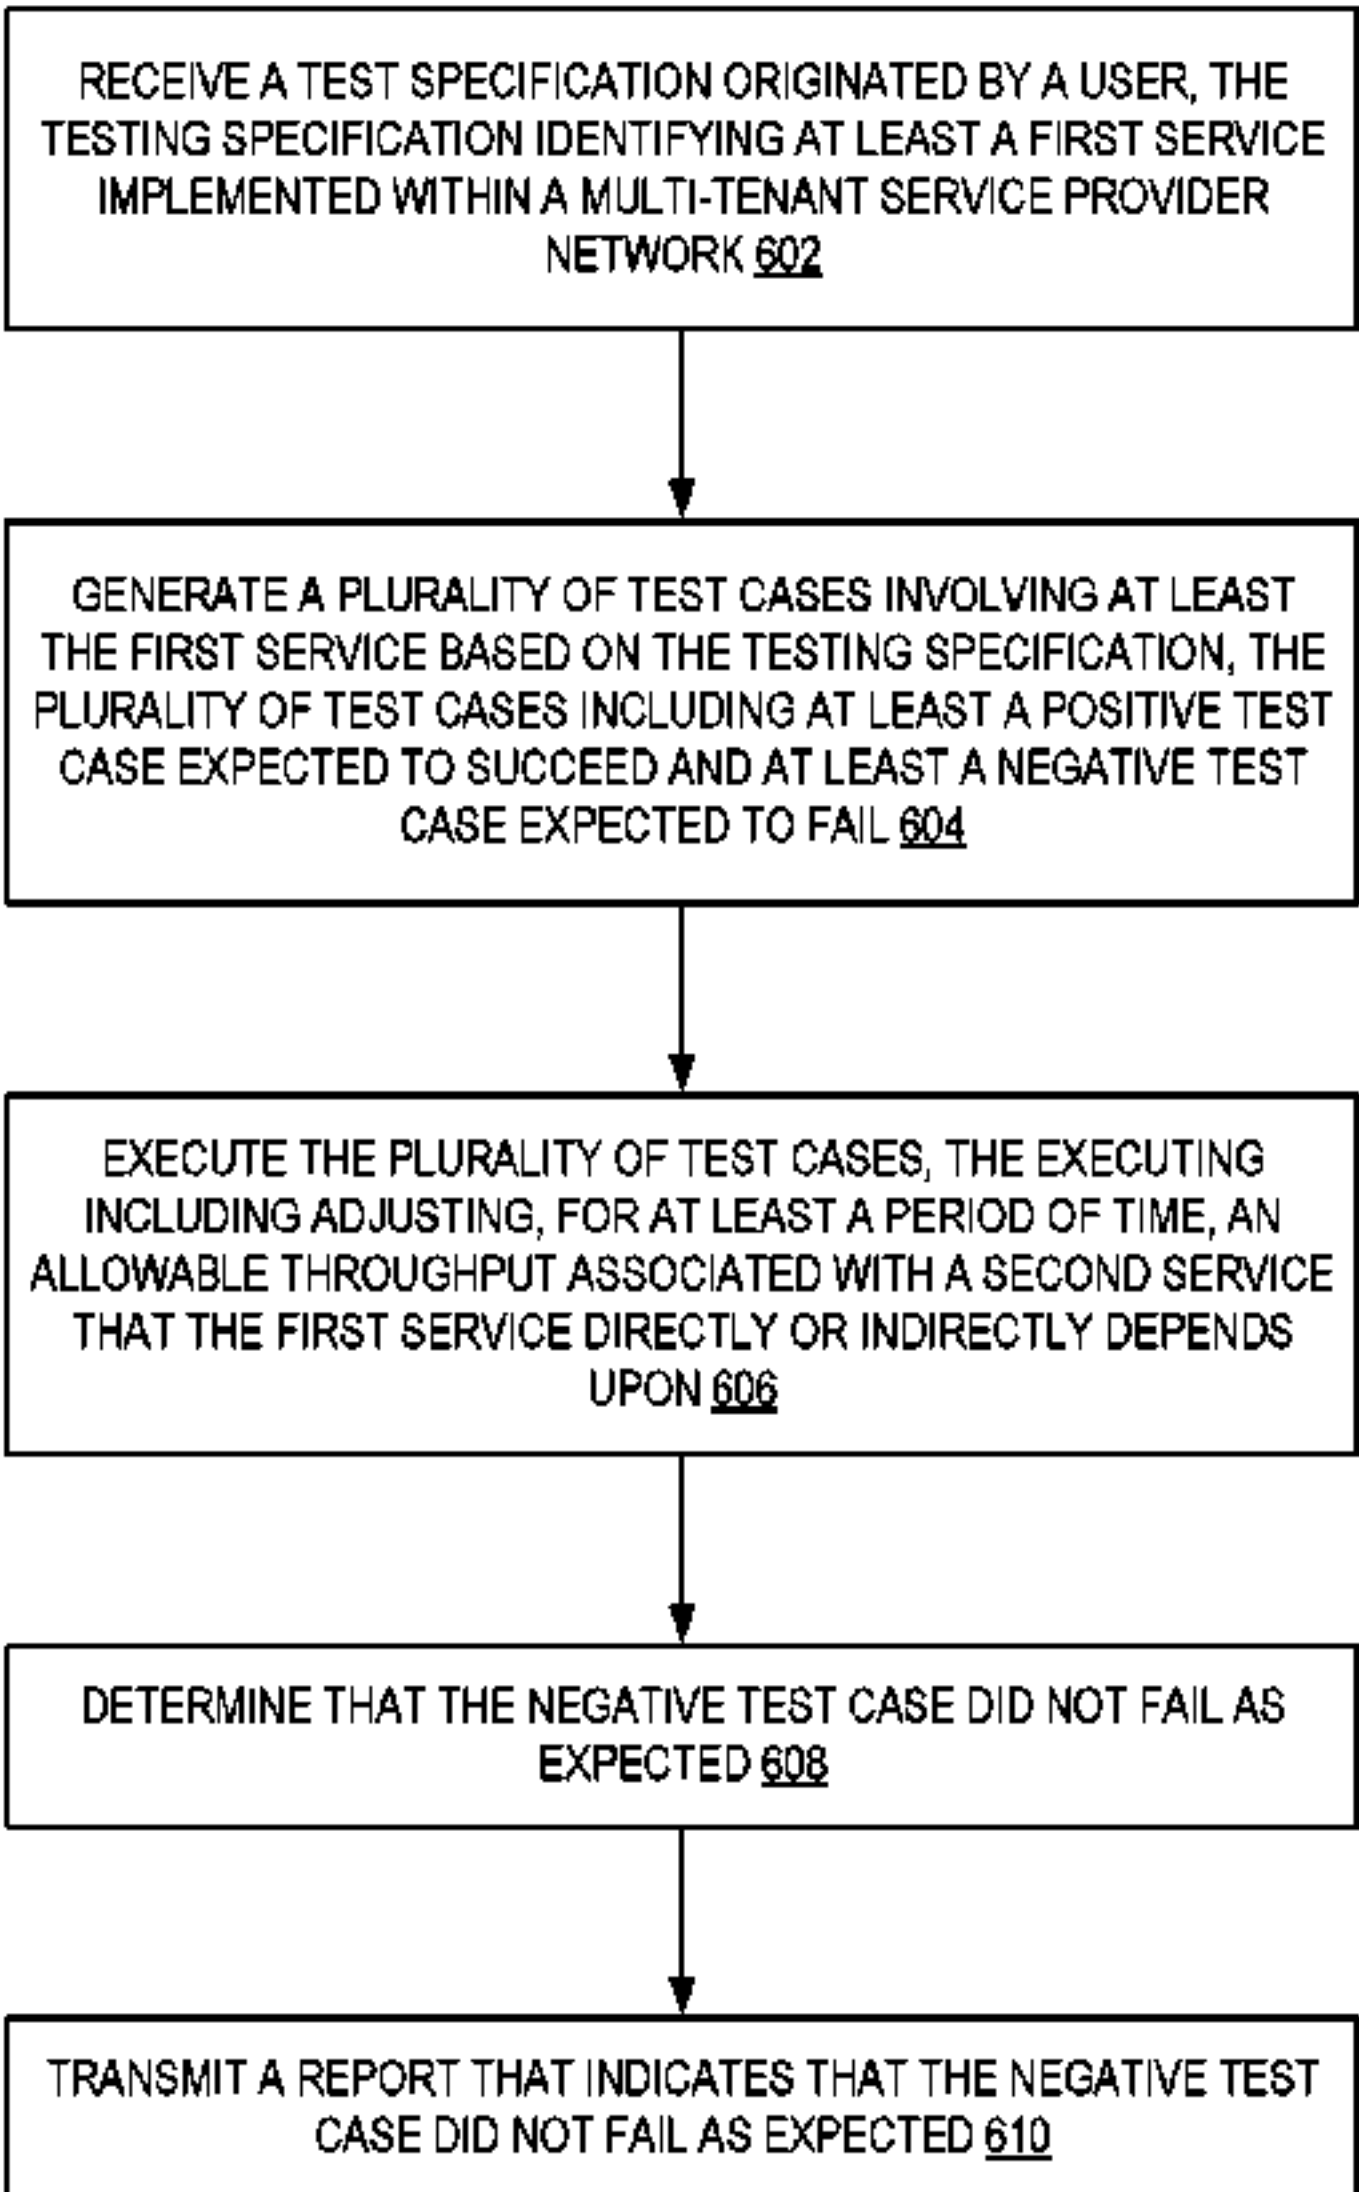 RECEIVE A TEST SPECIFICATION ORIGINATED BY A USER, THE
TESTING SPECIFICATION IDENTIFYING AT LEAST A FIRST SERVICE
IMPLEMENTED WITHIN A MULTI-TENANT SERVICE PROVIDER
NETWORK 602
GENERATE A PLURALITY OF TEST CASES INVOLVING AT LEAST
THE FIRST SERVICE BASED ON THE TESTING SPECIFICATION, THE
PLURALITY OF TEST CASES INCLUDING AT LEAST A POSITIVE TEST
CASE EXPECTED TO SUCCEED AND AT LEAST A NEGATIVE TEST
CASE EXPECTED TO FAIL 604
EXECUTE THE PLURALITY OF TEST CASES, THE EXECUTING
INCLUDING ADJUSTING, FOR AT LEAST A PERIOD OF TIME, AN
ALLOWABLE THROUGHPUT ASSOCIATED WITH A SECOND SERVICE
THAT THE FIRST SERVICE DIRECTLY OR INDIRECTLY DEPENDS
UPON 606
DETERMINE THAT THE NEGATIVE TEST CASE DID NOT FAIL AS
EXPECTED 608
TRANSMIT A REPORT THAT INDICATES THAT THE NEGATIVE TEST
CASE DID NOT FAIL AS EXPECTED 610